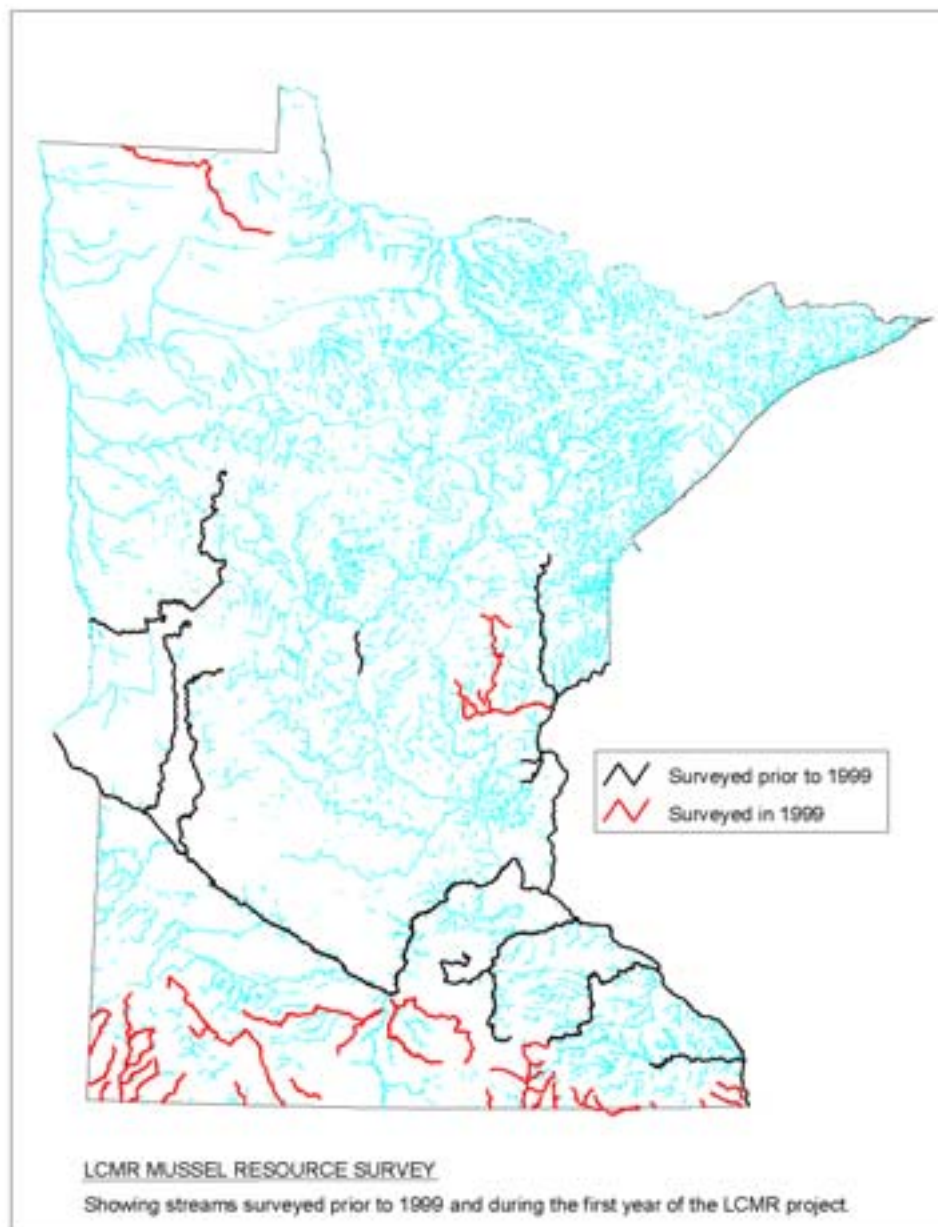 Surveyed prior to 1999
Surveyed in 1999
LCMR MUSSEL RESOURCE SURVEY
Showing streams surveyed prior to 1999 and during the first year of the LCMR project.